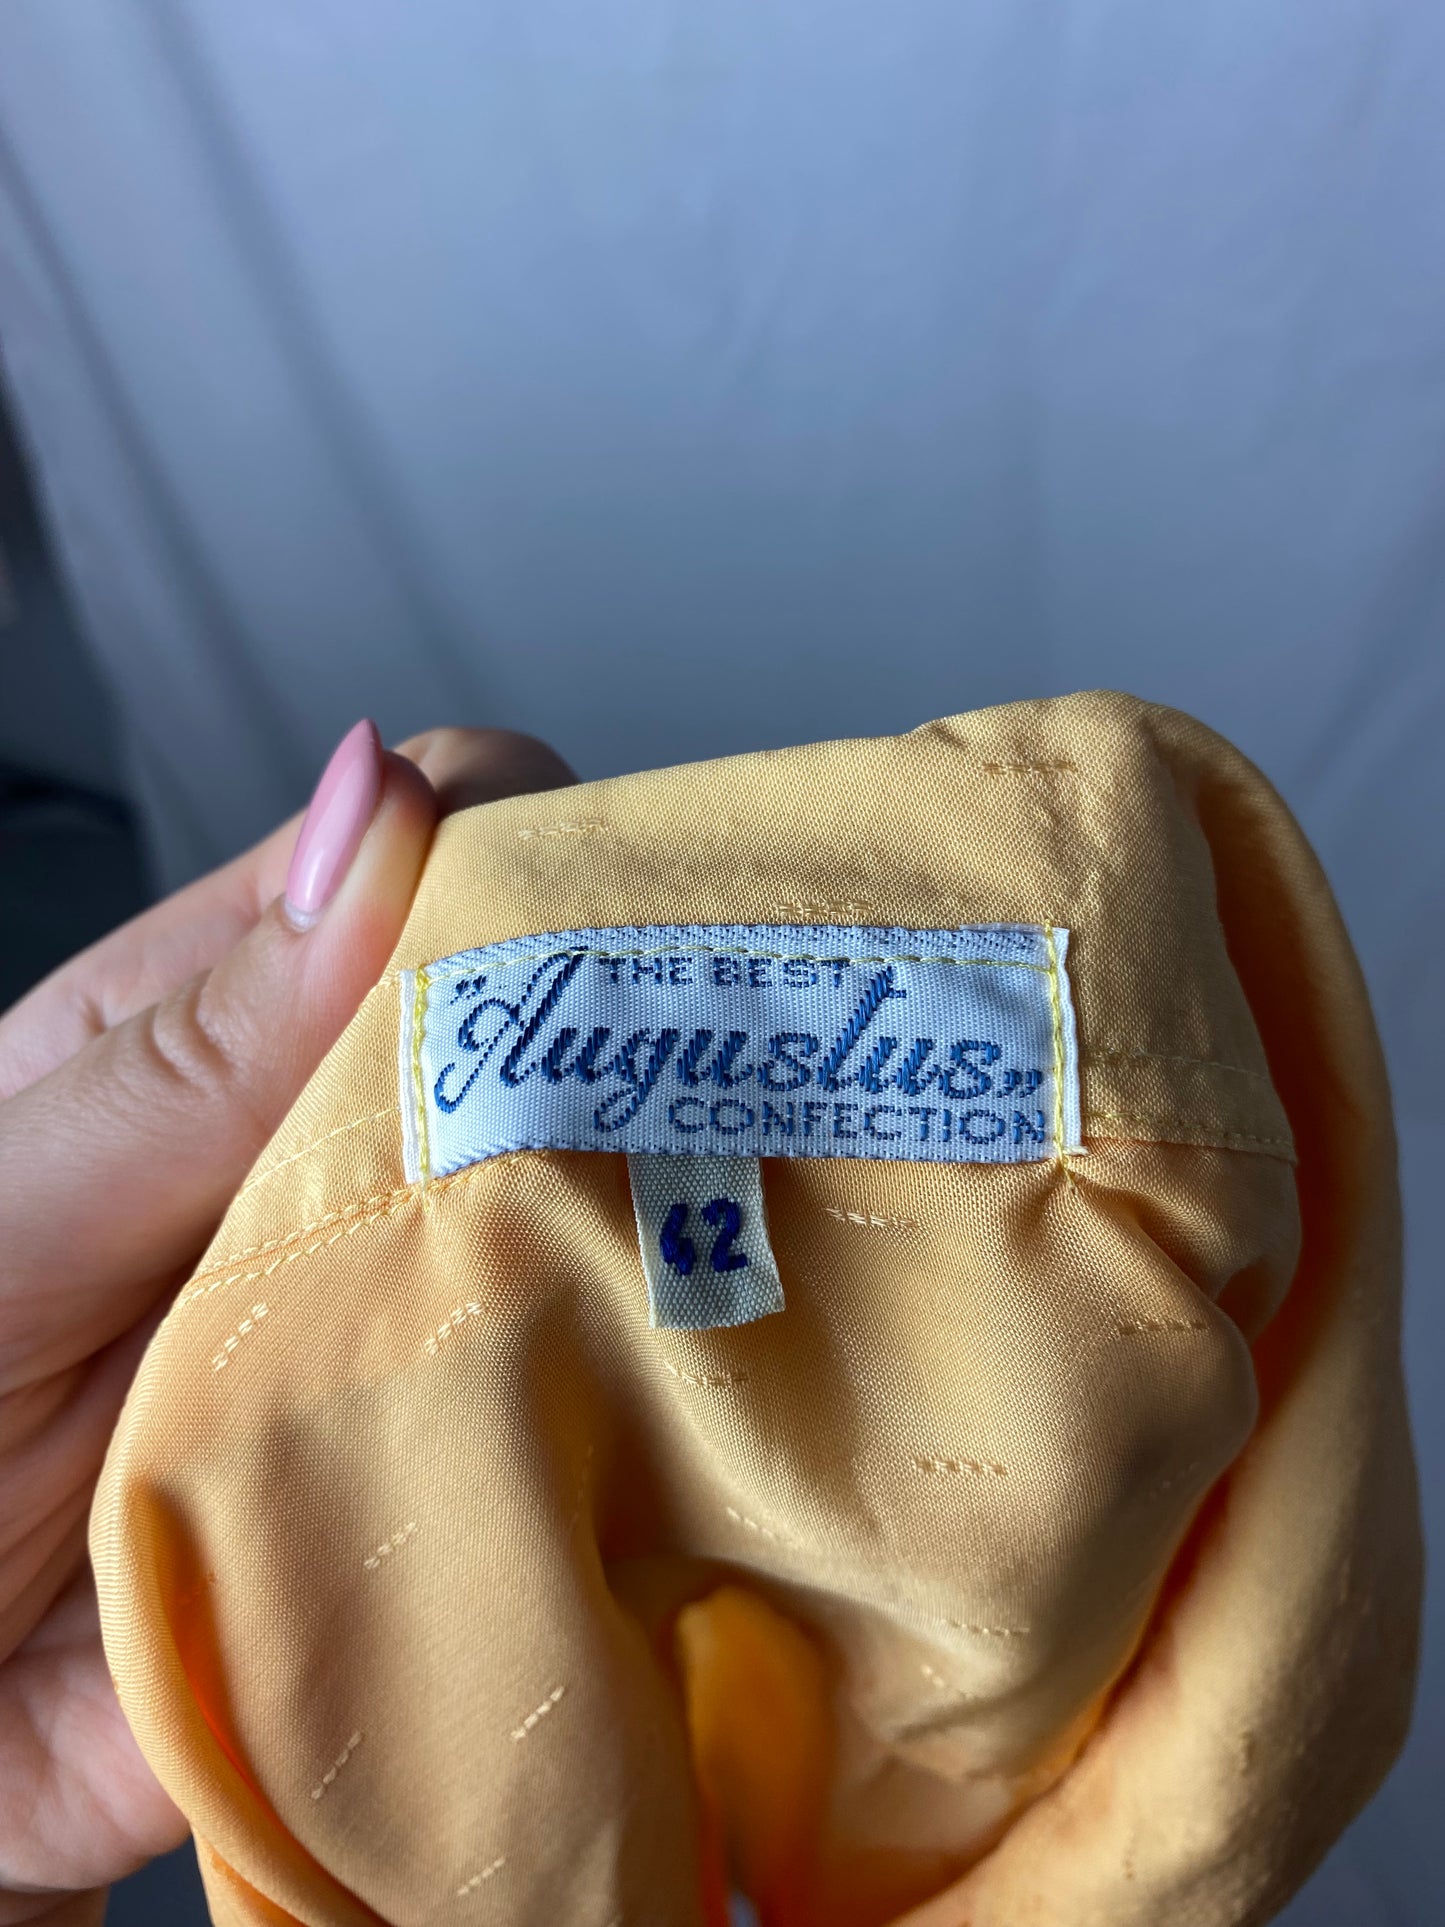 THE BEST
"Augustus"
CONFECTION
42